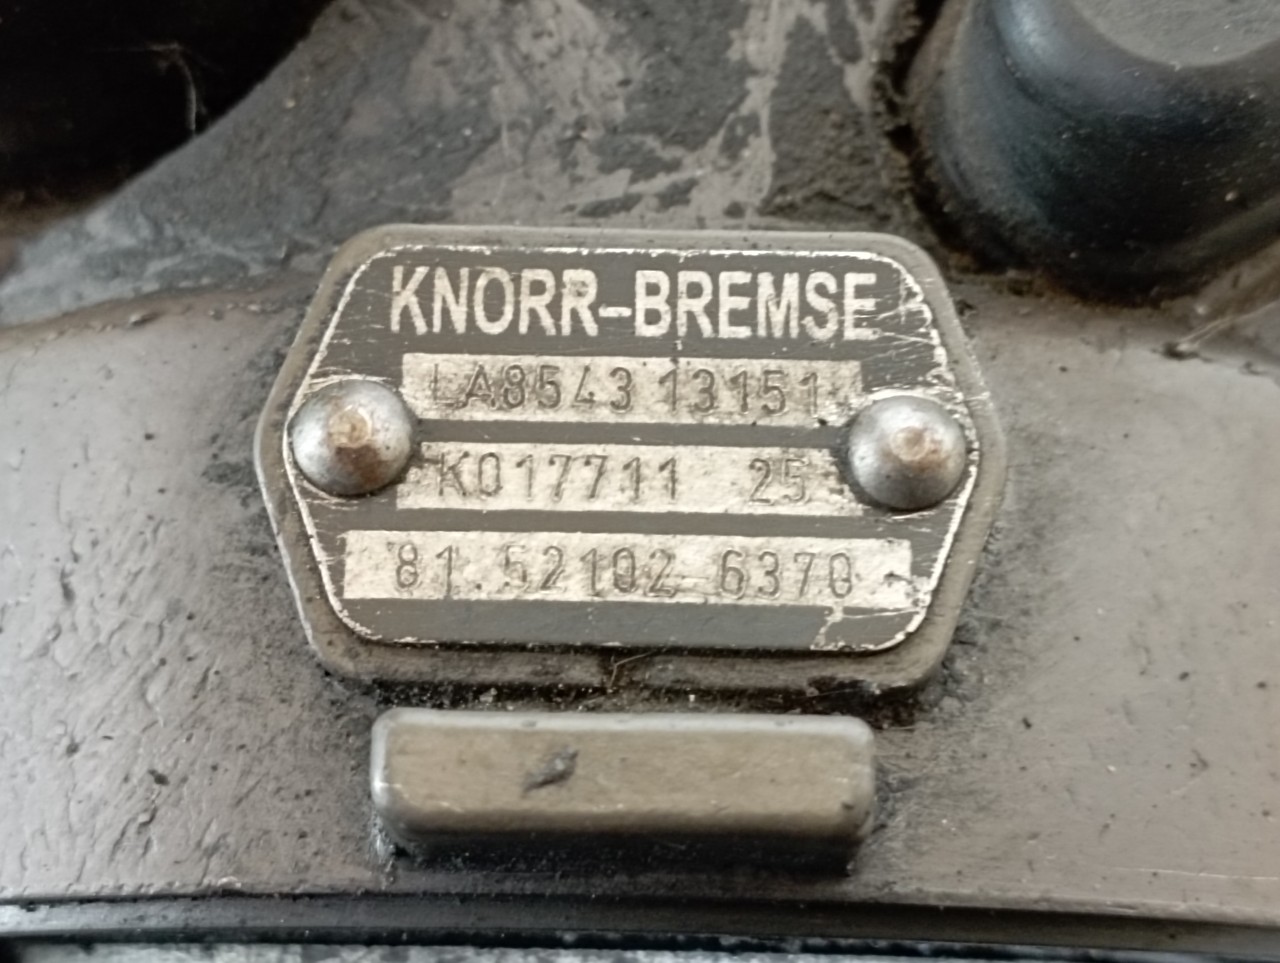 KNORR-BREMSE
LA8543 13151
K017711 25
81.52102-6370